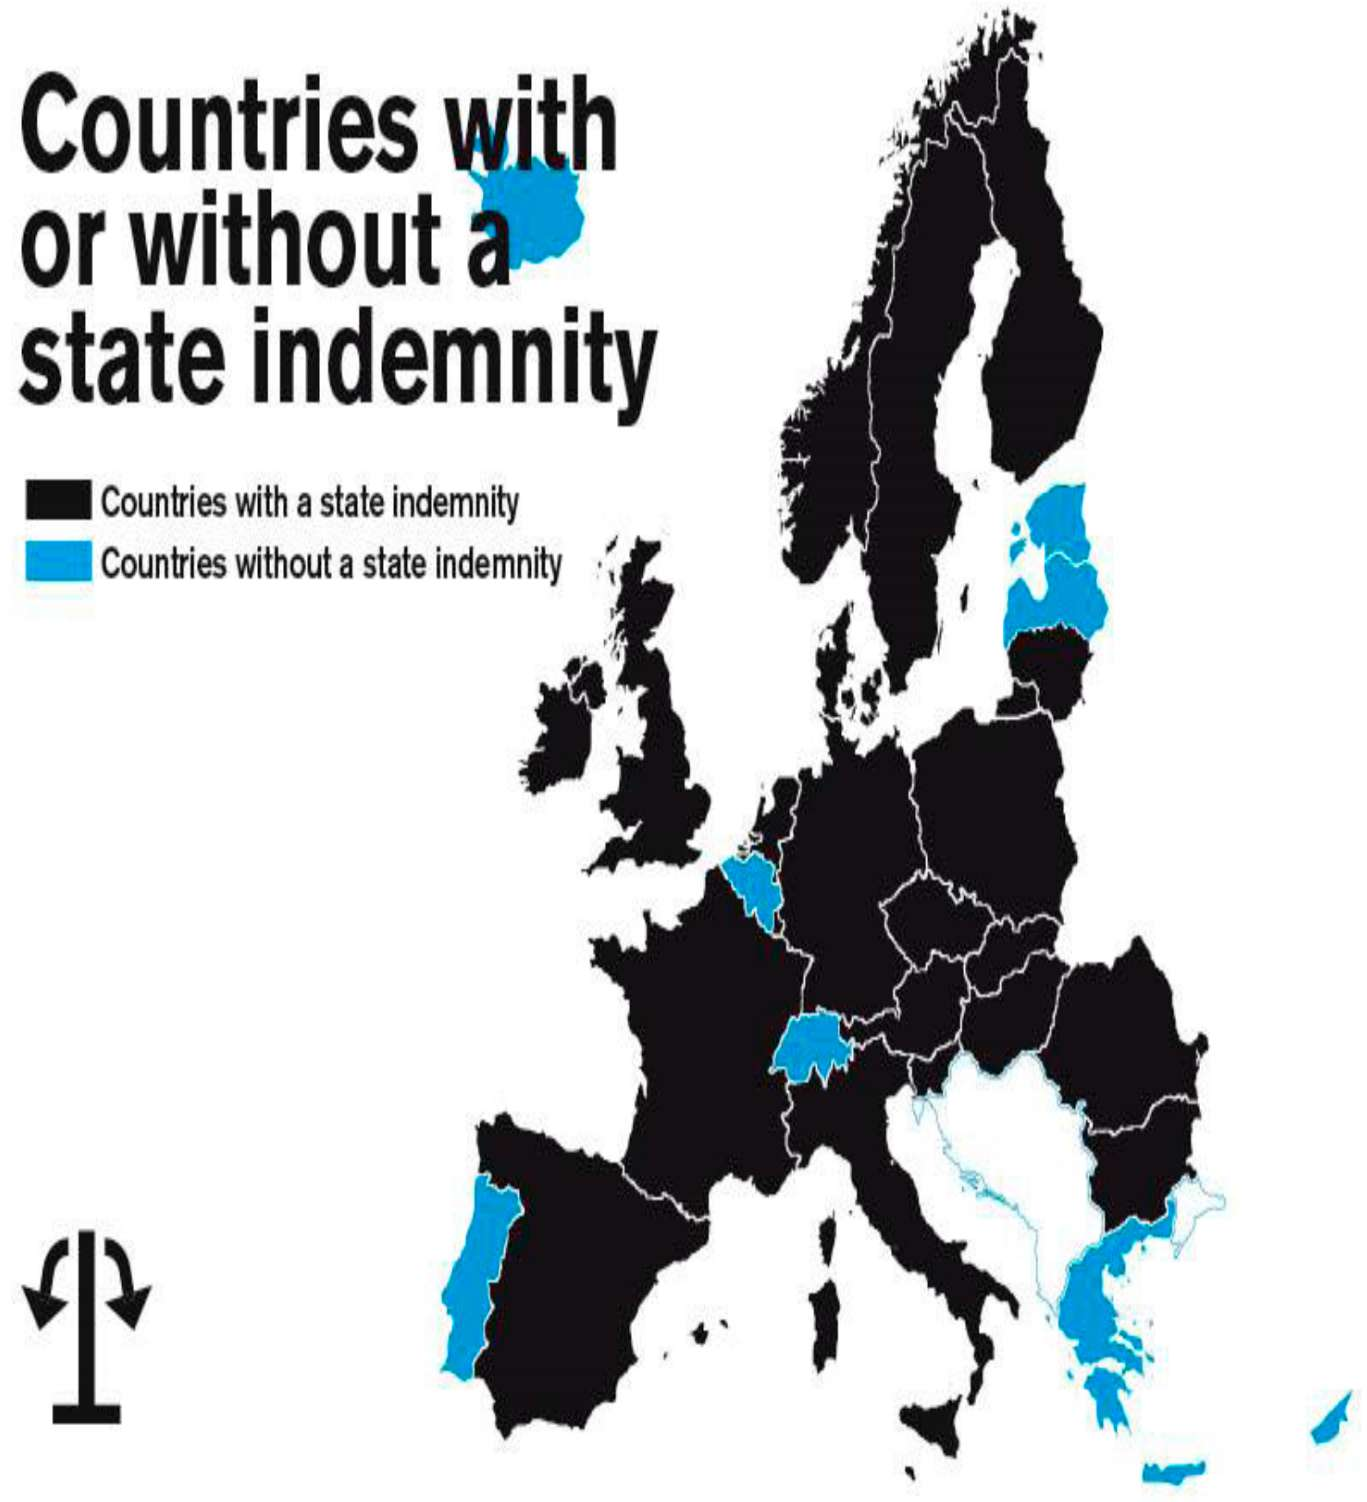 Countries with
or without a
state indemnity
Countries with a state indemnity
Countries without a state indemnity